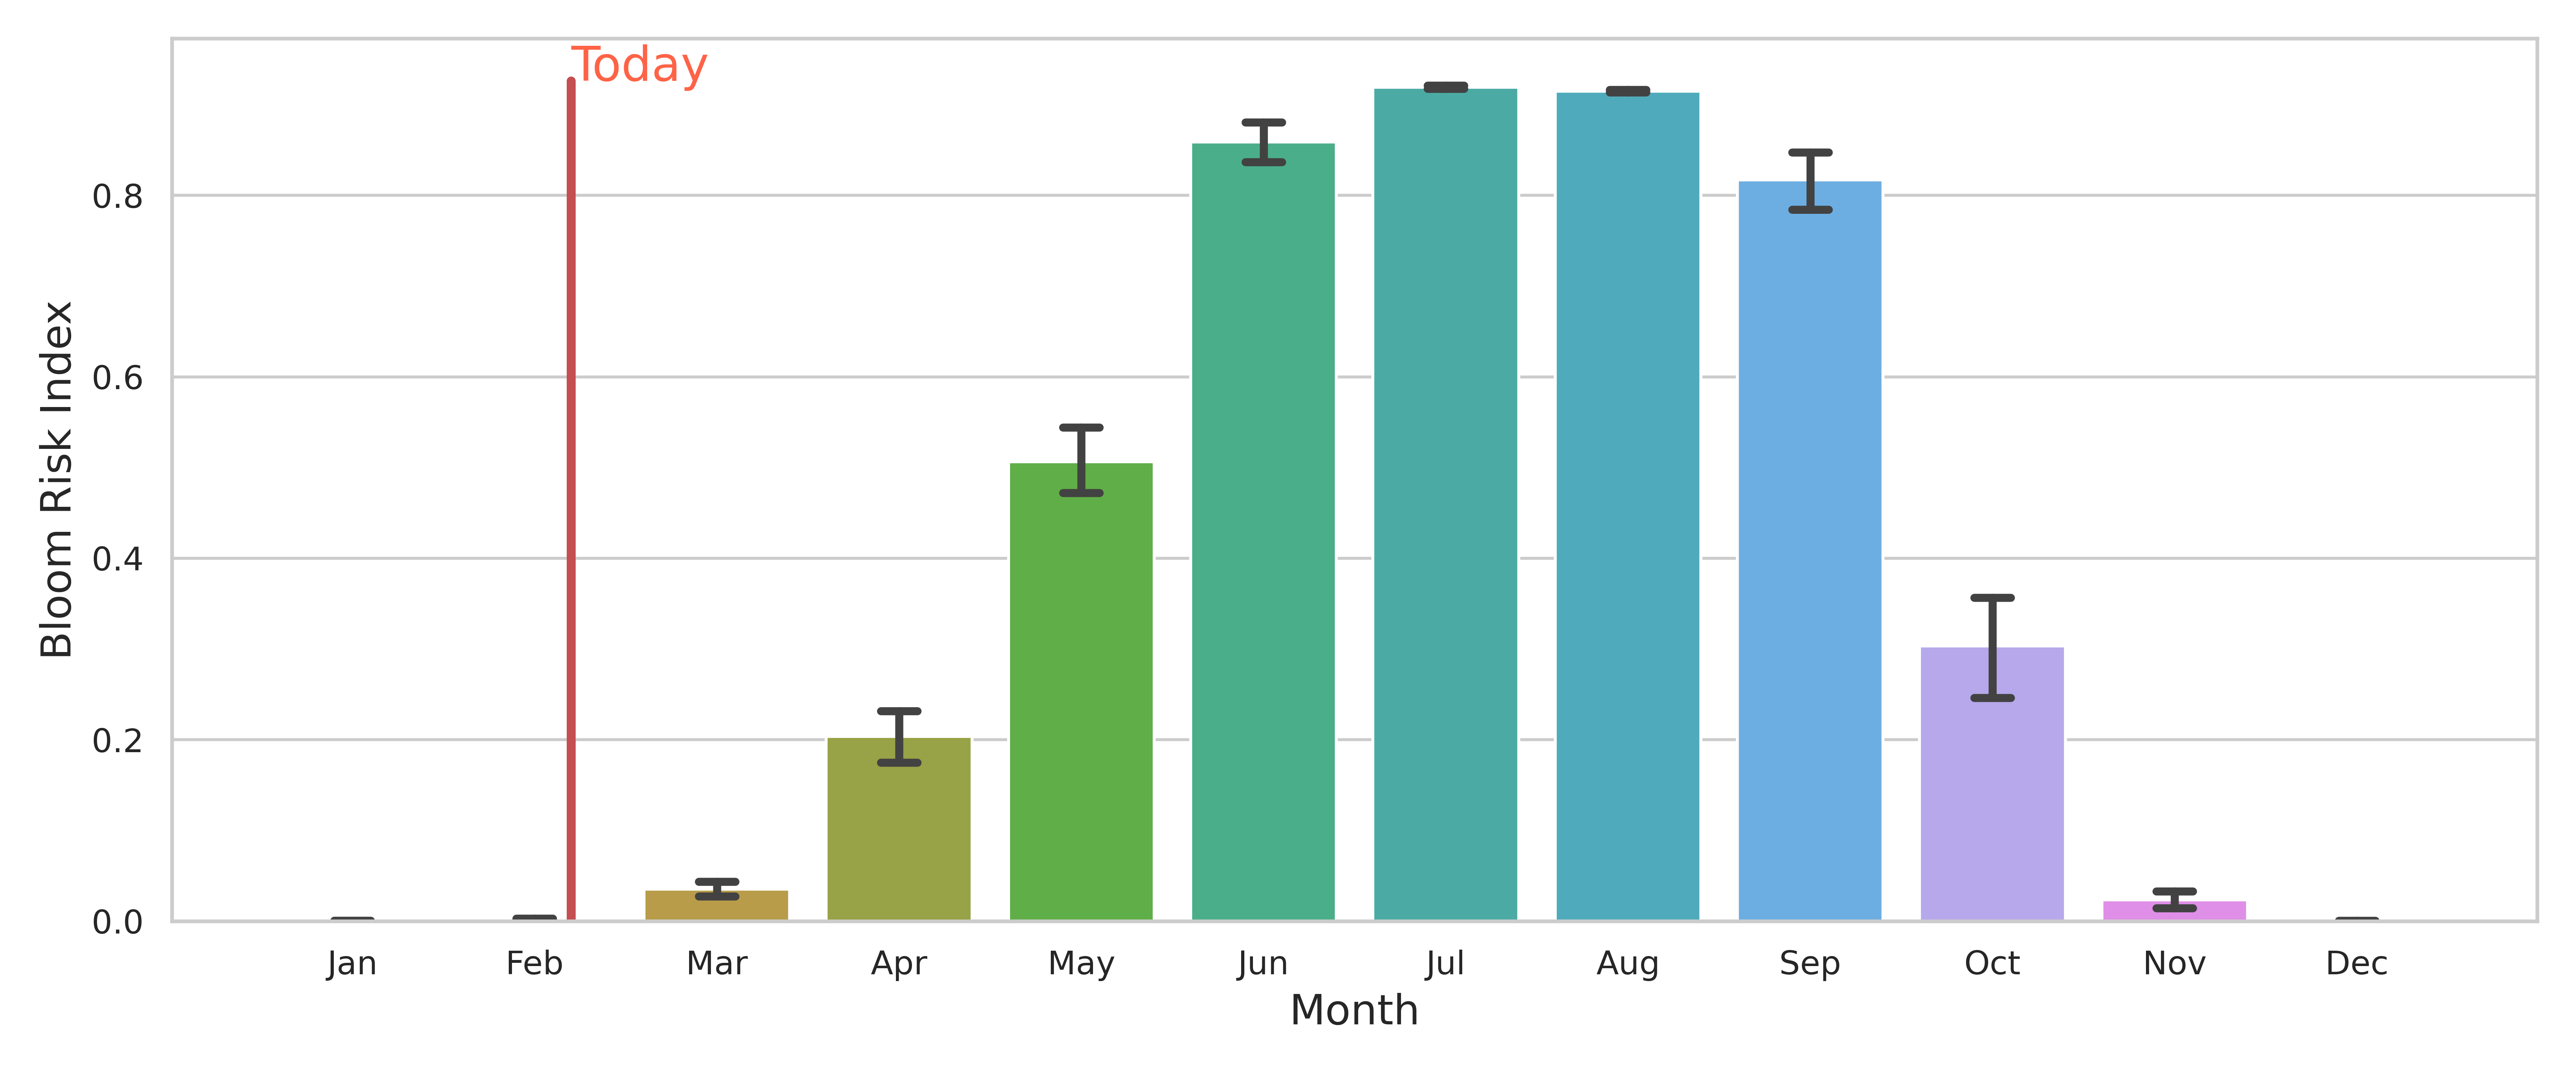 Today
Bloom Risk Index
0.8
0.6
0.4
0.2
0.0
Jan Feb Mar Apr May Jun Jul Aug Sep Oct Nov Dec
Month